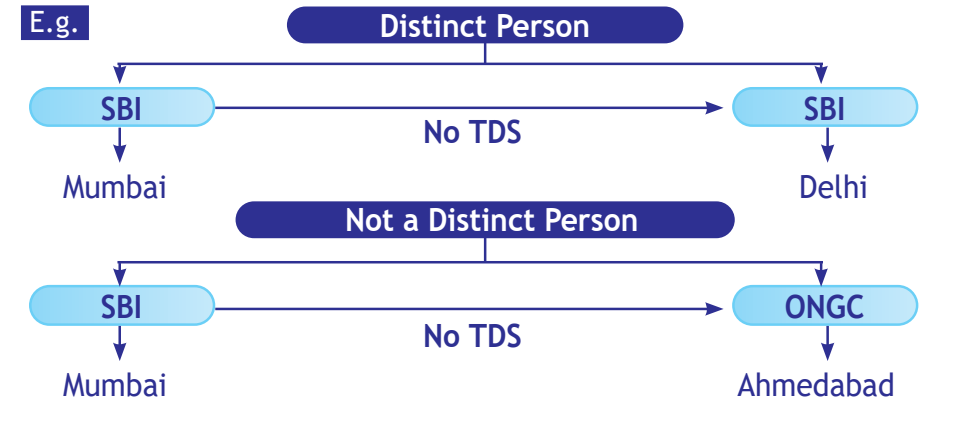 E.g.
Distinct Person
SBI
SBI
No TDS
Mumbai
Delhi
Not a Distinct Person
SBI
ONGC
No TDS
Mumbai
Ahmedabad